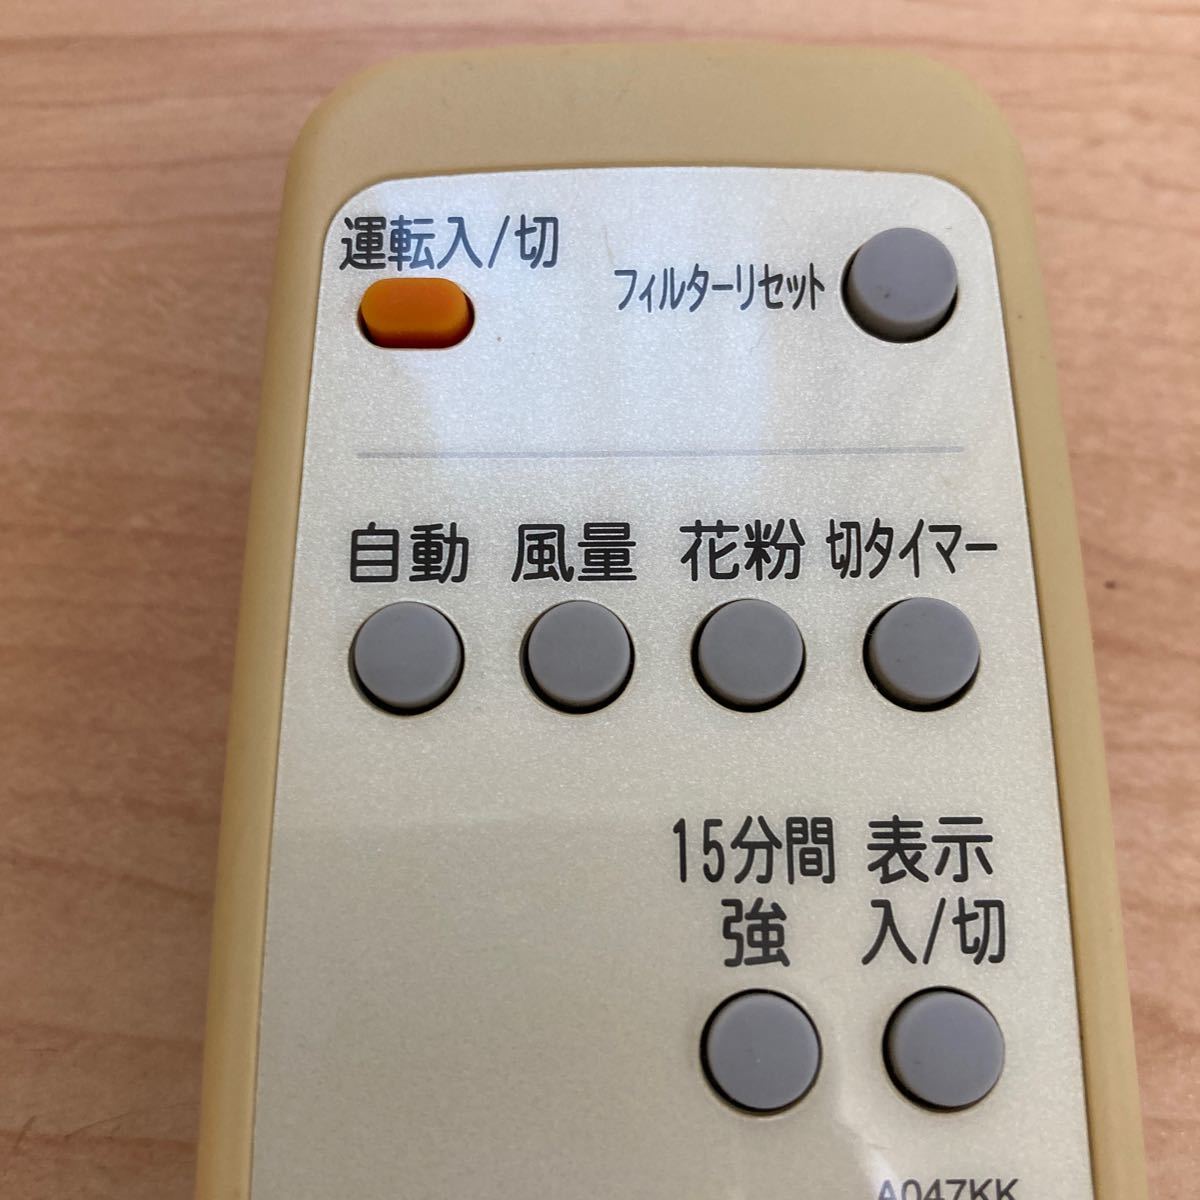 運転入/切
フィルターリセット
自動 風量 花粉 切タイマー
15分間 表示
強 入/切
A047KK